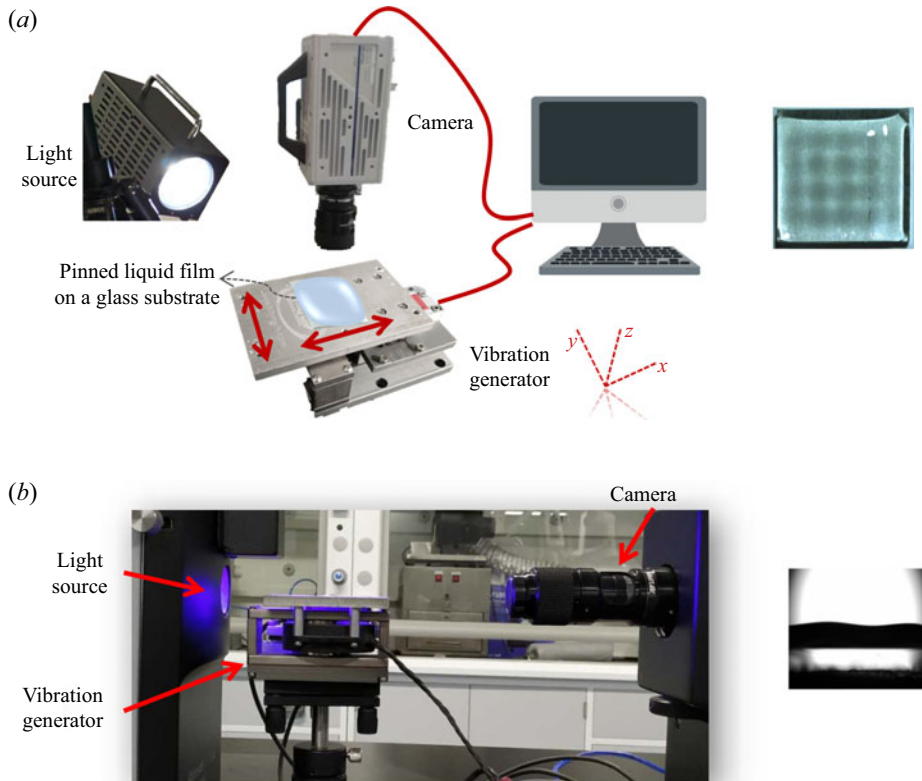 (a)
Light
source
Camera
Pinned liquid film
on a glass substrate
Vibration
generator
y
z
x
(b)
Camera
Light
source
Vibration
generator